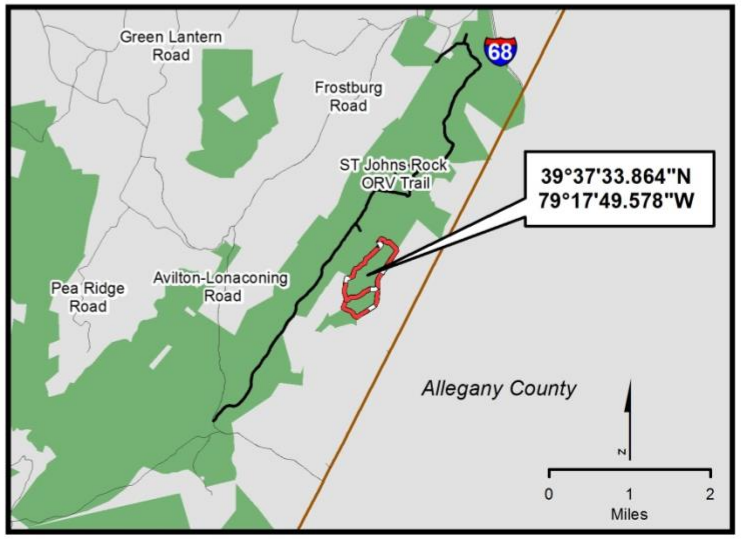 Green Lantern
Road
68
Frostburg
Road
ST Johns Rock
ORV Trail
39°37'33.864"N
79°17'49.578"W
Avilton-Lonaconing
Road
Pea Ridge
Road
Allegany County
N
0 1 2
Miles